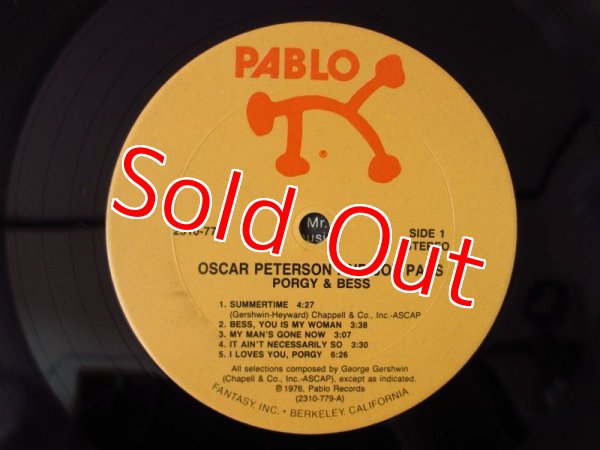 PABLO
®
Sold Out
Mr.
2310-77
SIDE 1
STEREO
OSCAR PETERSON
PORGY & BESS
1. SUMMERTIME 4:27
(Gershwin-Heyward) Chappell & Co., Inc.-ASCAP
2. BESS, YOU IS MY WOMAN 3:38
3. MY MAN'S GONE NOW 3:07
4. IT AIN'T NECESSARILY SO 3:30
5. I LOVES YOU, PORGY 6:26
All selections composed by George Gershwin
(Chapell & Co., Inc.-ASCAP), except as indicated.
℗ 1976, Pablo Records
(2310-779-A)
FANTASY, INC. • BERKELEY, CALIFORNIA